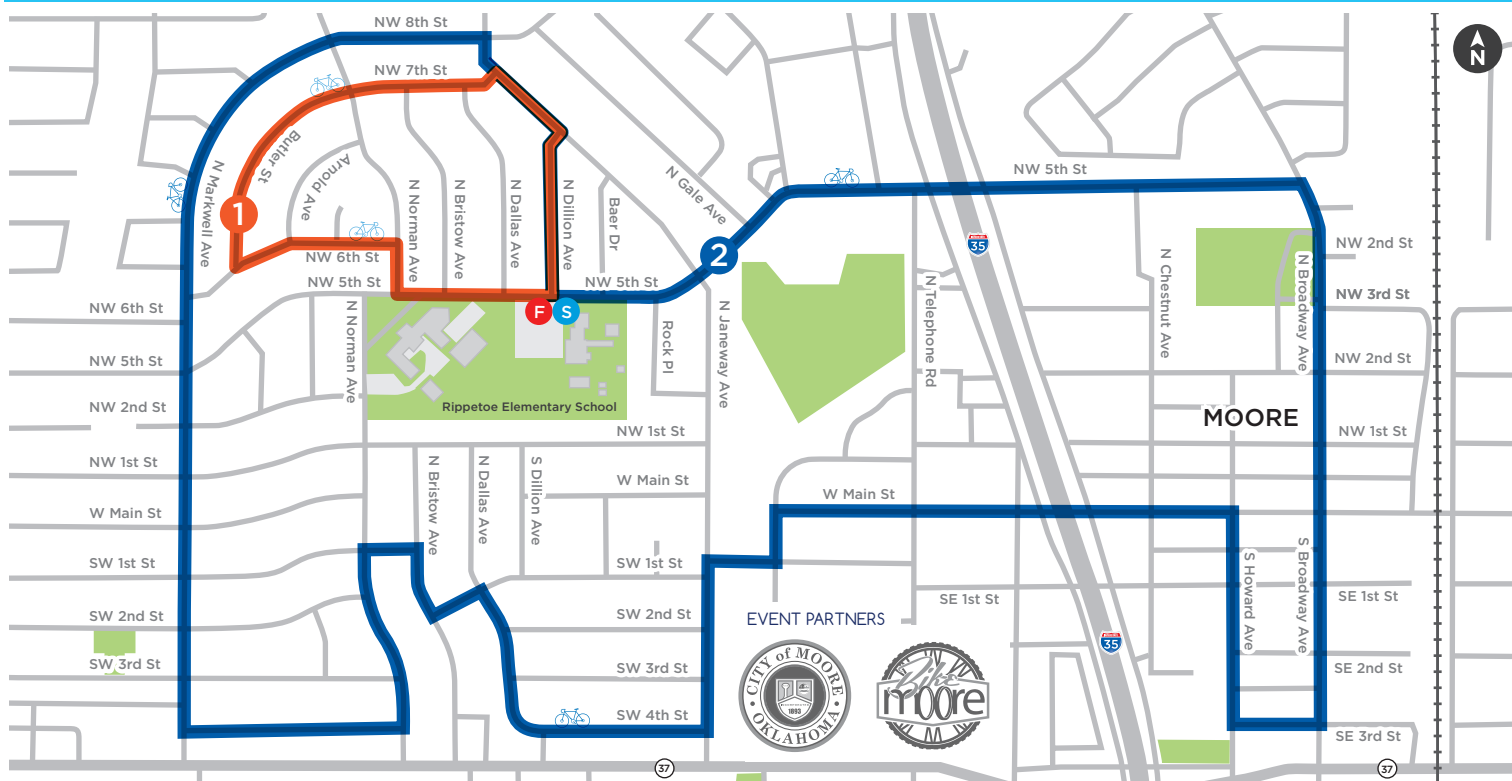 NW 8th St
N
NW 7th St
Butler St
Arnold Ave
N Markwell Ave
1
N Norman Ave
N Bristow Ave
N Dallas Ave
N Dillion Ave
Baer Dr
N Gale Ave
2
NW 5th St
35
NW 6th St
NW 5th St
NW 5th St
F
S
N Telephone Rd
N Chestnut Ave
N Broadway Ave
NW 2nd St
NW 3rd St
NW 6th St
N Norman Ave
Rock Pl
N Janeway Ave
NW 5th St
NW 2nd St
NW 2nd St
Rippetoe Elementary School
MOORE
NW 1st St
NW 1st St
NW 1st St
N Bristow Ave
N Dallas Ave
S Dillion Ave
W Main St
W Main St
W Main St
SW 1st St
SW 1st St
S Howard Ave
S Broadway Ave
SE 1st St
SE 1st St
SW 2nd St
SW 2nd St
EVENT PARTNERS
35
SW 3rd St
SW 3rd St
SE 2nd St
CITY of MOORE
1893
OKLAHOMA
Bike
moore
SW 4th St
SE 3rd St
37
37